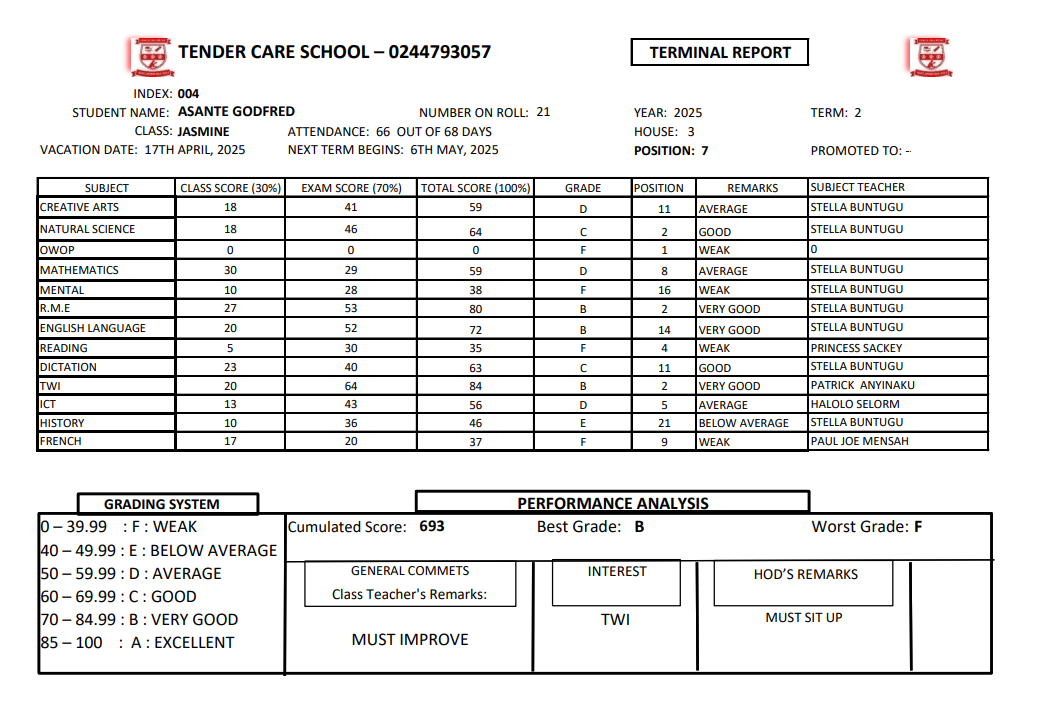 TENDER CARE SCHOOL – 0244793057 TERMINAL REPORT
INDEX: 004
STUDENT NAME: ASANTE GODFRED NUMBER ON ROLL: 21 YEAR: 2025 TERM: 2
CLASS: JASMINE ATTENDANCE: 66 OUT OF 68 DAYS HOUSE: 3
VACATION DATE: 17TH APRIL, 2025 NEXT TERM BEGINS: 6TH MAY, 2025 POSITION: 7 PROMOTED TO: --
SUBJECT CLASS SCORE (30%) EXAM SCORE (70%) TOTAL SCORE (100%) GRADE POSITION REMARKS SUBJECT TEACHER
CREATIVE ARTS 18 41 59 D 11 AVERAGE STELLA BUNTUGU
NATURAL SCIENCE 18 46 64 C 2 GOOD STELLA BUNTUGU
OWOP 0 0 0 F 1 WEAK 0
MATHEMATICS 30 29 59 D 8 AVERAGE STELLA BUNTUGU
MENTAL 10 28 38 F 16 WEAK STELLA BUNTUGU
R.M.E 27 53 80 B 2 VERY GOOD STELLA BUNTUGU
ENGLISH LANGUAGE 20 52 72 B 14 VERY GOOD STELLA BUNTUGU
READING 5 30 35 F 4 WEAK PRINCESS SACKEY
DICTATION 23 40 63 C 11 GOOD STELLA BUNTUGU
TWI 20 64 84 B 2 VERY GOOD PATRICK ANYINAKU
ICT 13 43 56 D 5 AVERAGE HALOLO SELORM
HISTORY 10 36 46 E 21 BELOW AVERAGE STELLA BUNTUGU
FRENCH 17 20 37 F 9 WEAK PAUL JOE MENSAH
GRADING SYSTEM PERFORMANCE ANALYSIS
0 – 39.99 : F : WEAK
40 – 49.99 : E : BELOW AVERAGE
50 – 59.99 : D : AVERAGE
60 – 69.99 : C : GOOD
70 – 84.99 : B : VERY GOOD
85 – 100 : A : EXCELLENT
Cumulated Score: 693 Best Grade: B Worst Grade: F
GENERAL COMMETS
Class Teacher's Remarks:
MUST IMPROVE
INTEREST
TWI
HOD'S REMARKS
MUST SIT UP